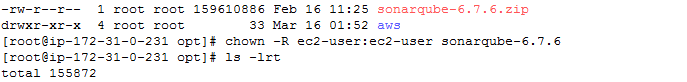 -rw-r--r--  1 root root 159610886 Feb 16 11:25 sonarqube-6.7.6.zip
drwxr-xr-x  4 root root        33 Mar 16 01:52 aws
[root@ip-172-31-0-231 opt]# chown -R ec2-user:ec2-user sonarqube-6.7.6
[root@ip-172-31-0-231 opt]# ls -lrt
total 155872